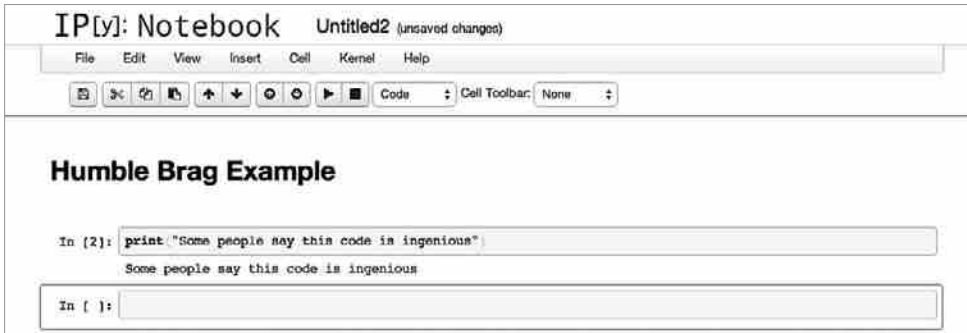 IP[y]: Notebook Untitled2 (unsaved changes)
File Edit View Insert Cell Kernel Help
Code Cell Toolbar: None
Humble Brag Example
In [2]: print("Some people say this code is ingenious")
Some people say this code is ingenious
In [ ]: